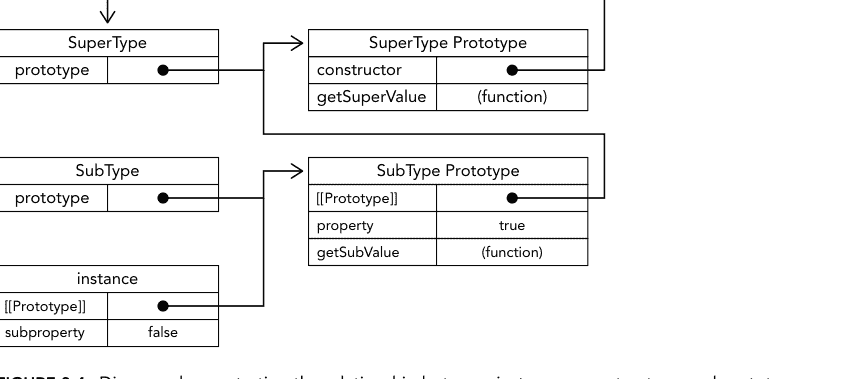 SuperType
prototype
SuperType Prototype
constructor
getSuperValue (function)
SubType
prototype
SubType Prototype
[[Prototype]]
property true
getSubValue (function)
instance
[[Prototype]]
subproperty false